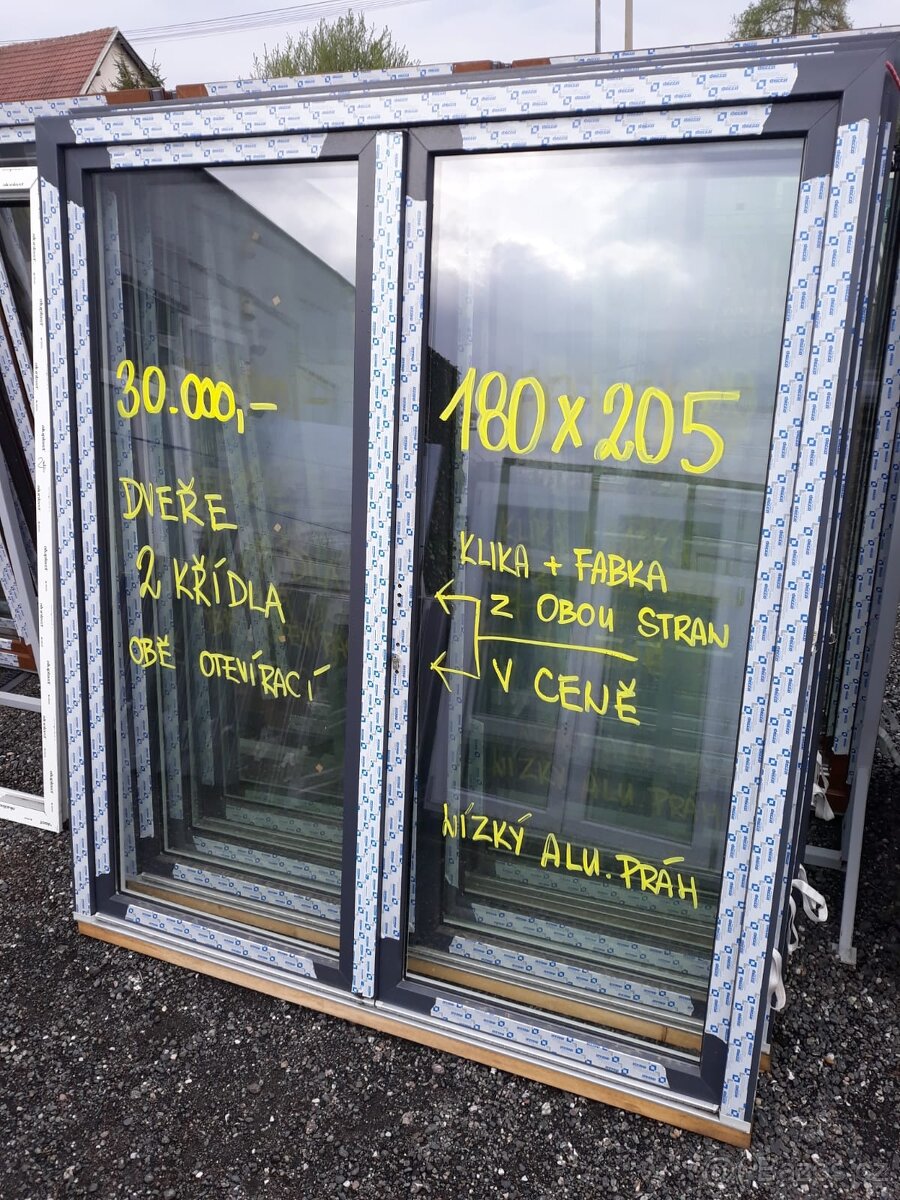 30.000,-
DVEŘE
2 KŘÍDLA
OBĚ OTEVÍRACÍ
180 x 205
KLIKA + FABKA
Z OBOU STRAN
V CENĚ
NÍZKÝ ALU. PRÁH